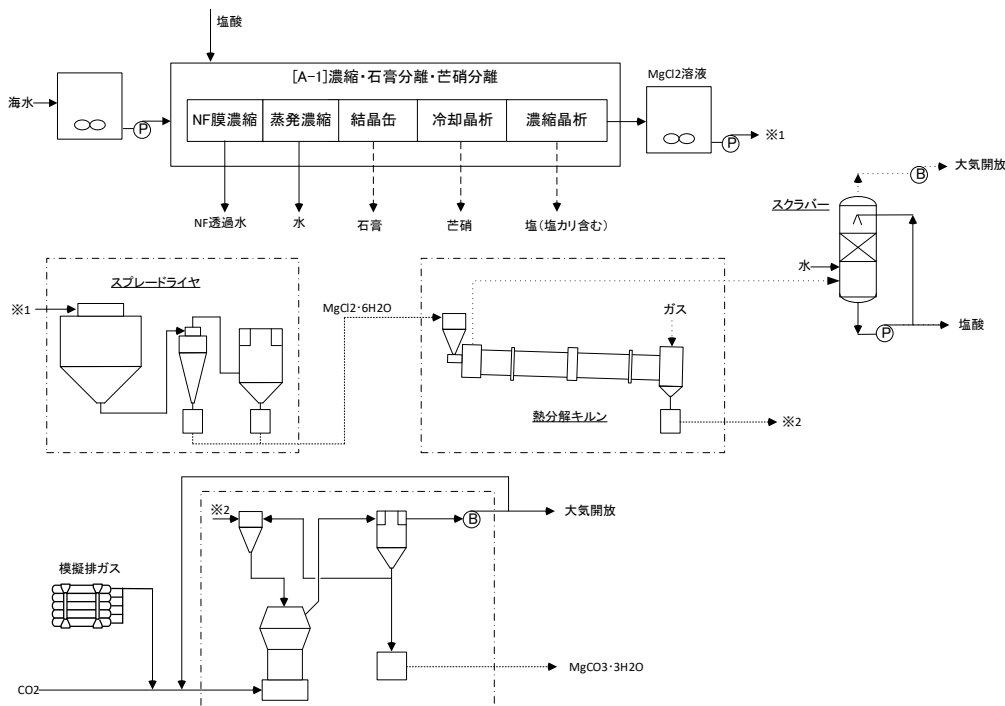 塩酸
[A-1]濃縮・石膏分離・芒硝分離
MgCl2溶液
海水
NF膜濃縮
蒸発濃縮
結晶缶
冷却晶析
濃縮晶析
P
P
※1
NF透過水
水
石膏
芒硝
塩(塩カリ含む)
B
大気開放
スクラバー
水
P
塩酸
スプレードライヤ
※1
MgCl2・6H2O
ガス
熱分解キルン
※2
※2
B
大気開放
模擬排ガス
MgCO3・3H2O
CO2